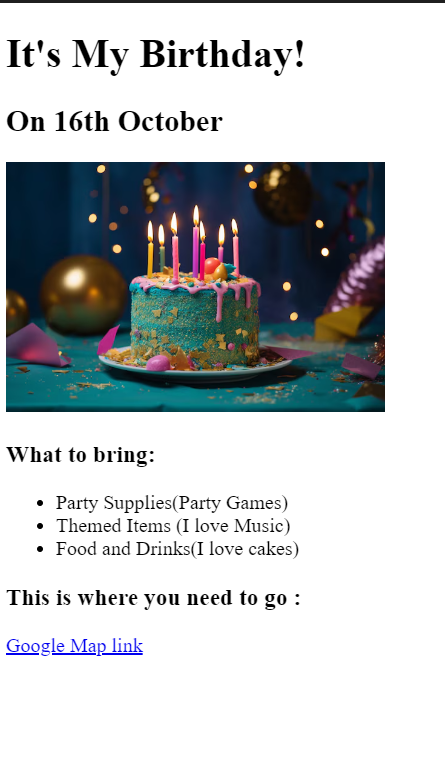 It's My Birthday!
On 16th October
What to bring:
Party Supplies(Party Games)
Themed Items (I love Music)
Food and Drinks(I love cakes)
This is where you need to go :
Google Map link